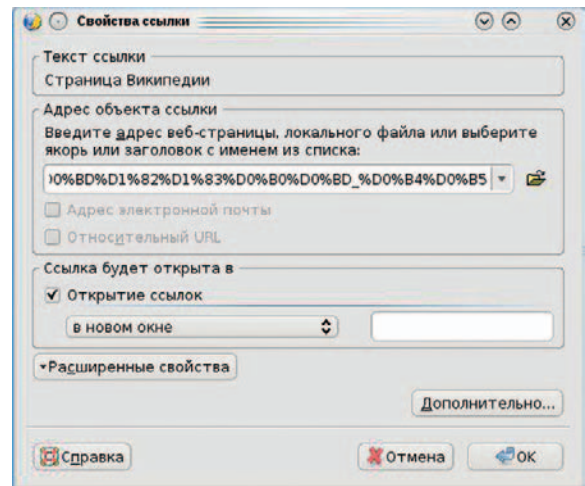 Свойства ссылки
Текст ссылки
Страница Википедии
Адрес объекта ссылки
Введите адрес веб-страницы, локального файла или выберите
якорь или заголовок с именем из списка:
0%BD%D1%82%D1%83%D0%B0%D0%BD_%D0%B4%D0%B5
Адрес электронной почты
Относительный URL
Ссылка будет открыта в
Открытие ссылок
в новом окне
Расширенные свойства
Дополнительно...
Справка
Отмена
ОК